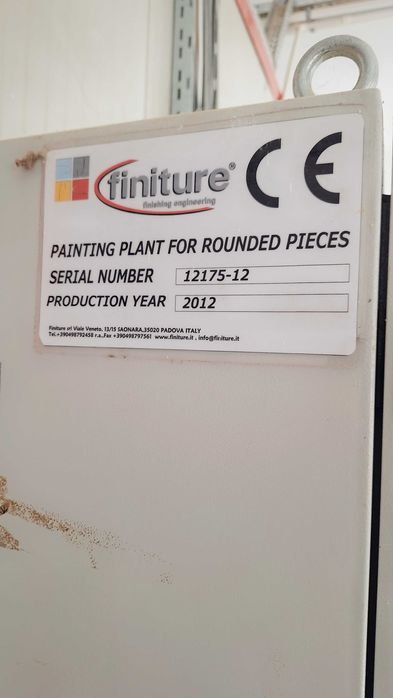 finiture®
finishing engineering
CE
PAINTING PLANT FOR ROUNDED PIECES
SERIAL NUMBER 12175-12
PRODUCTION YEAR 2012
Finiture srl Viale Veneto, 13/15 SAONARA,35020 PADOVA ITALY
Tel.+390498792458 r.a.,Fax +390498797561 www.finiture.it , info@finiture.it